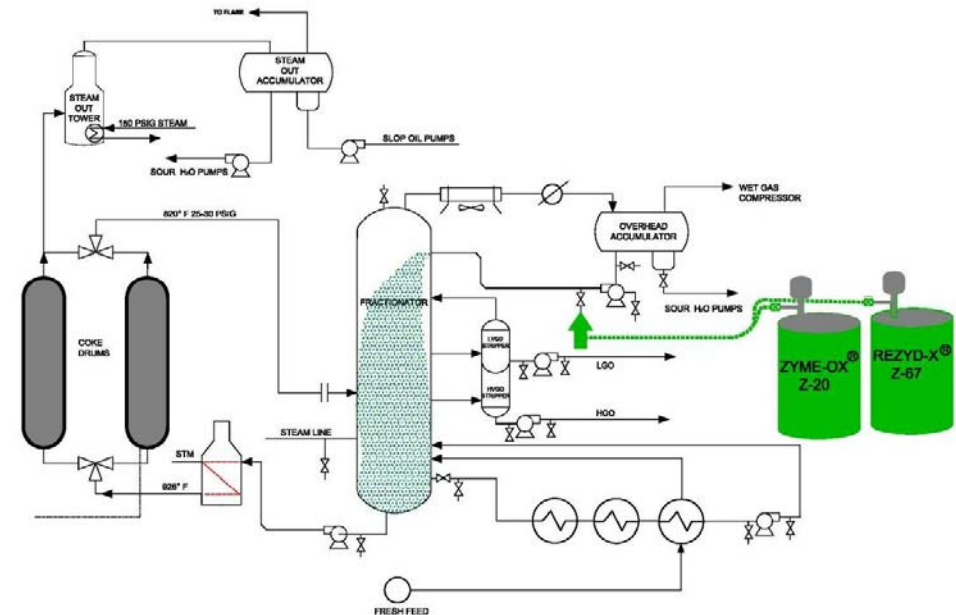 TO FLARE
STEAM
OUT
ACCUMULATOR
STEAM
OUT
TOWER
150 PSIG STEAM
SLOP OIL PUMPS
SOUR H₂O PUMPS
820° F 25-30 PSIG
WET GAS
COMPRESSOR
OVERHEAD
ACCUMULATOR
FRACTIONATOR
SOUR H₂O PUMPS
ZYME-OX®
Z-20
REZYD-X®
Z-67
COKE
DRUMS
LVGO
STRIPPER
LGO
HVGO
STRIPPER
HGO
STEAM LINE
STM
926° F
FRESH FEED